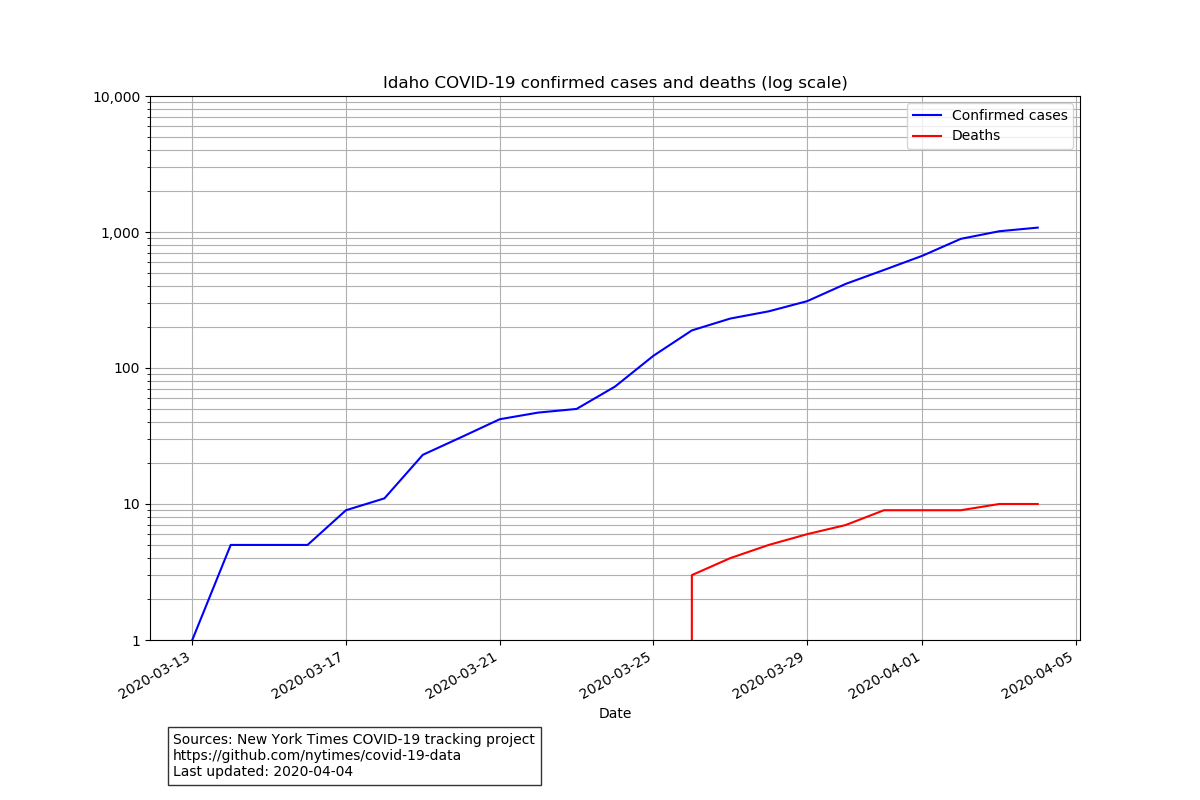 Idaho COVID-19 confirmed cases and deaths (log scale)
10,000
1,000
100
10
1
Confirmed cases
Deaths
2020-03-13
2020-03-17
2020-03-21
2020-03-25
2020-03-29
2020-04-01
2020-04-05
Date
Sources: New York Times COVID-19 tracking project
https://github.com/nytimes/covid-19-data
Last updated: 2020-04-04